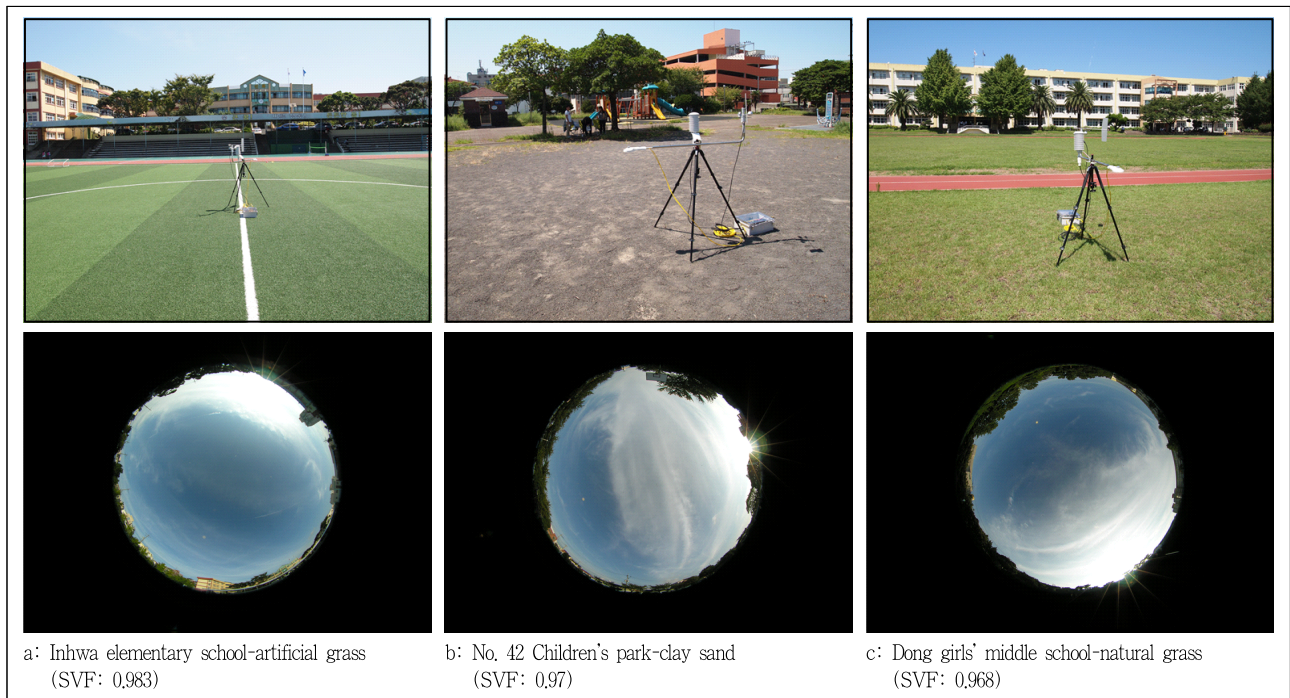 a: Inhwa elementary school-artificial grass
(SVF: 0.983)
b: No. 42 Children's park-clay sand
(SVF: 0.97)
c: Dong girls' middle school-natural grass
(SVF: 0.968)